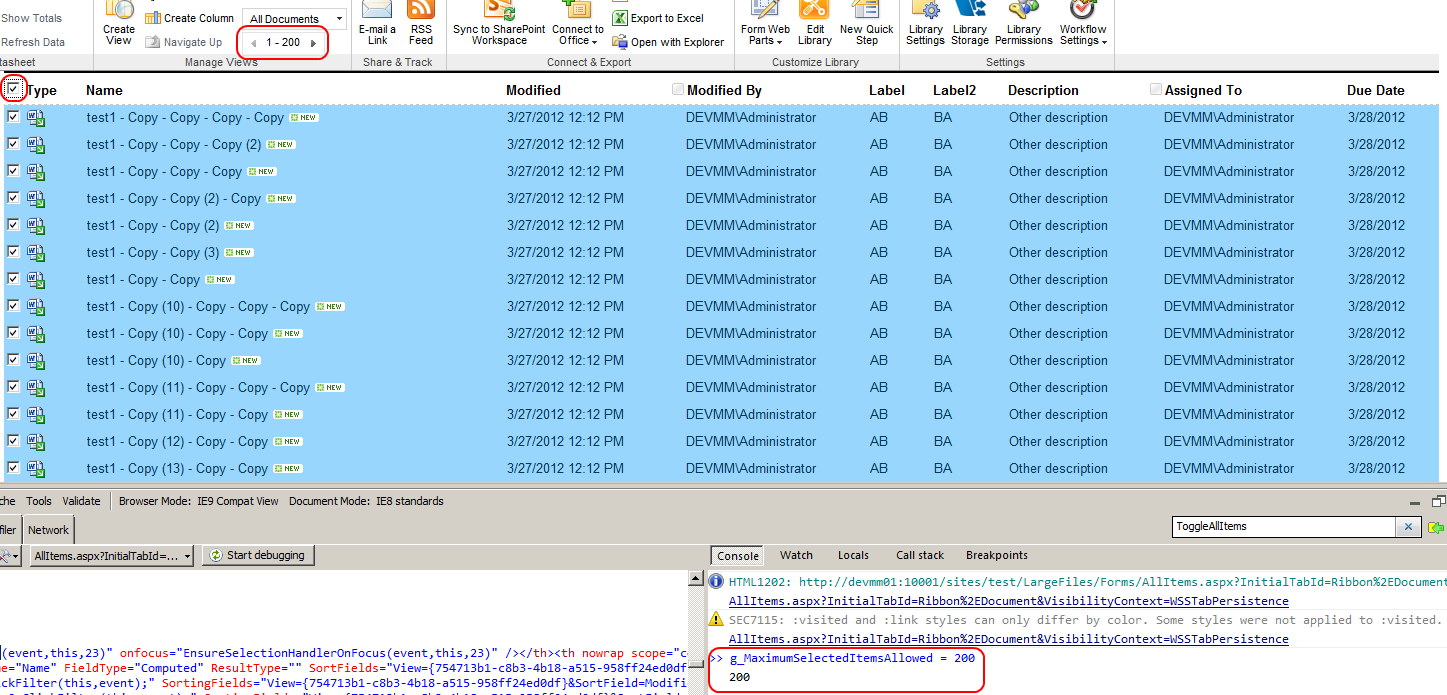 Show Totals
Refresh Data
atasheet
Create View
Create Column
Navigate Up
All Documents
1 - 200
Manage Views
E-mail a Link
RSS Feed
Share & Track
Sync to SharePoint Workspace
Connect to Office
Export to Excel
Open with Explorer
Connect & Export
Form Web Parts
Edit Library
New Quick Step
Customize Library
Library Settings
Library Storage
Library Permissions
Workflow Settings
Settings
Type Name Modified Modified By Label Label2 Description Assigned To Due Date
test1 - Copy - Copy - Copy - Copy NEW 3/27/2012 12:12 PM DEVMM\Administrator AB BA Other description DEVMM\Administrator 3/28/2012
test1 - Copy - Copy - Copy (2) NEW 3/27/2012 12:12 PM DEVMM\Administrator AB BA Other description DEVMM\Administrator 3/28/2012
test1 - Copy - Copy - Copy NEW 3/27/2012 12:12 PM DEVMM\Administrator AB BA Other description DEVMM\Administrator 3/28/2012
test1 - Copy - Copy (2) - Copy NEW 3/27/2012 12:12 PM DEVMM\Administrator AB BA Other description DEVMM\Administrator 3/28/2012
test1 - Copy - Copy (2) NEW 3/27/2012 12:12 PM DEVMM\Administrator AB BA Other description DEVMM\Administrator 3/28/2012
test1 - Copy - Copy (3) NEW 3/27/2012 12:12 PM DEVMM\Administrator AB BA Other description DEVMM\Administrator 3/28/2012
test1 - Copy - Copy NEW 3/27/2012 12:12 PM DEVMM\Administrator AB BA Other description DEVMM\Administrator 3/28/2012
test1 - Copy (10) - Copy - Copy - Copy NEW 3/27/2012 12:12 PM DEVMM\Administrator AB BA Other description DEVMM\Administrator 3/28/2012
test1 - Copy (10) - Copy - Copy NEW 3/27/2012 12:12 PM DEVMM\Administrator AB BA Other description DEVMM\Administrator 3/28/2012
test1 - Copy (10) - Copy NEW 3/27/2012 12:12 PM DEVMM\Administrator AB BA Other description DEVMM\Administrator 3/28/2012
test1 - Copy (11) - Copy - Copy - Copy NEW 3/27/2012 12:12 PM DEVMM\Administrator AB BA Other description DEVMM\Administrator 3/28/2012
test1 - Copy (11) - Copy - Copy NEW 3/27/2012 12:12 PM DEVMM\Administrator AB BA Other description DEVMM\Administrator 3/28/2012
test1 - Copy (12) - Copy - Copy NEW 3/27/2012 12:12 PM DEVMM\Administrator AB BA Other description DEVMM\Administrator 3/28/2012
test1 - Copy (13) - Copy - Copy NEW 3/27/2012 12:12 PM DEVMM\Administrator AB BA Other description DEVMM\Administrator 3/28/2012
che Tools Validate Browser Mode: IE9 Compat View Document Mode: IE8 standards
filer Network
ToggleAllItems
AllItems.aspx?InitialTabId=... Start debugging
Console Watch Locals Call stack Breakpoints
HTML1202: http://devmm01:10001/sites/test/LargeFiles/Forms/AllItems.aspx?InitialTabId=Ribbon%2EDocument
AllItems.aspx?InitialTabId=Ribbon%2EDocument&VisibilityContext=WSSTabPersistence
SEC7115: :visited and :link styles can only differ by color. Some styles were not applied to :visited.
AllItems.aspx?InitialTabId=Ribbon%2EDocument&VisibilityContext=WSSTabPersistence
>> g_MaximumSelectedItemsAllowed = 200
200
(event,this,23)" onfocus="EnsureSelectionHandlerOnFocus(event,this,23)" /></th><th nowrap scope="c
e="Name" FieldType="Computed" ResultType="" SortFields="View={754713b1-c8b3-4b18-a515-958ff24ed0df}
ckFilter(this,event);" SortingFields="View={754713b1-c8b3-4b18-a515-958ff24ed0df}&SortField=Modifi